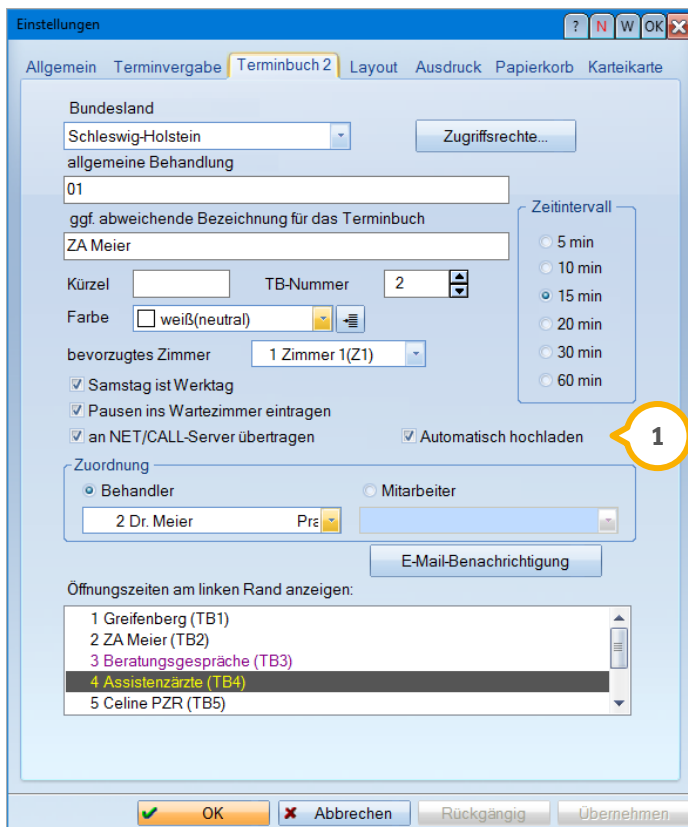 Einstellungen ? N W OK
Allgemein Terminvergabe Terminbuch 2 Layout Ausdruck Papierkorb Karteikarte
Bundesland
Schleswig-Holstein Zugriffsrechte...
allgemeine Behandlung
01
Zeitintervall
ggf. abweichende Bezeichnung für das Terminbuch
ZA Meier
5 min
10 min
15 min
20 min
30 min
60 min
Kürzel TB-Nummer 2
Farbe weiß(neutral)
bevorzugtes Zimmer 1 Zimmer 1(Z1)
Samstag ist Werktag
Pausen ins Wartezimmer eintragen
an NET/CALL-Server übertragen Automatisch hochladen 1
Zuordnung
Behandler Mitarbeiter
2 Dr. Meier Pra
E-Mail-Benachrichtigung
Öffnungszeiten am linken Rand anzeigen:
1 Greifenberg (TB1)
2 ZA Meier (TB2)
3 Beratungsgespräche (TB3)
4 Assistenzärzte (TB4)
5 Celine PZR (TB5)
OK Abbrechen Rückgängig Übernehmen